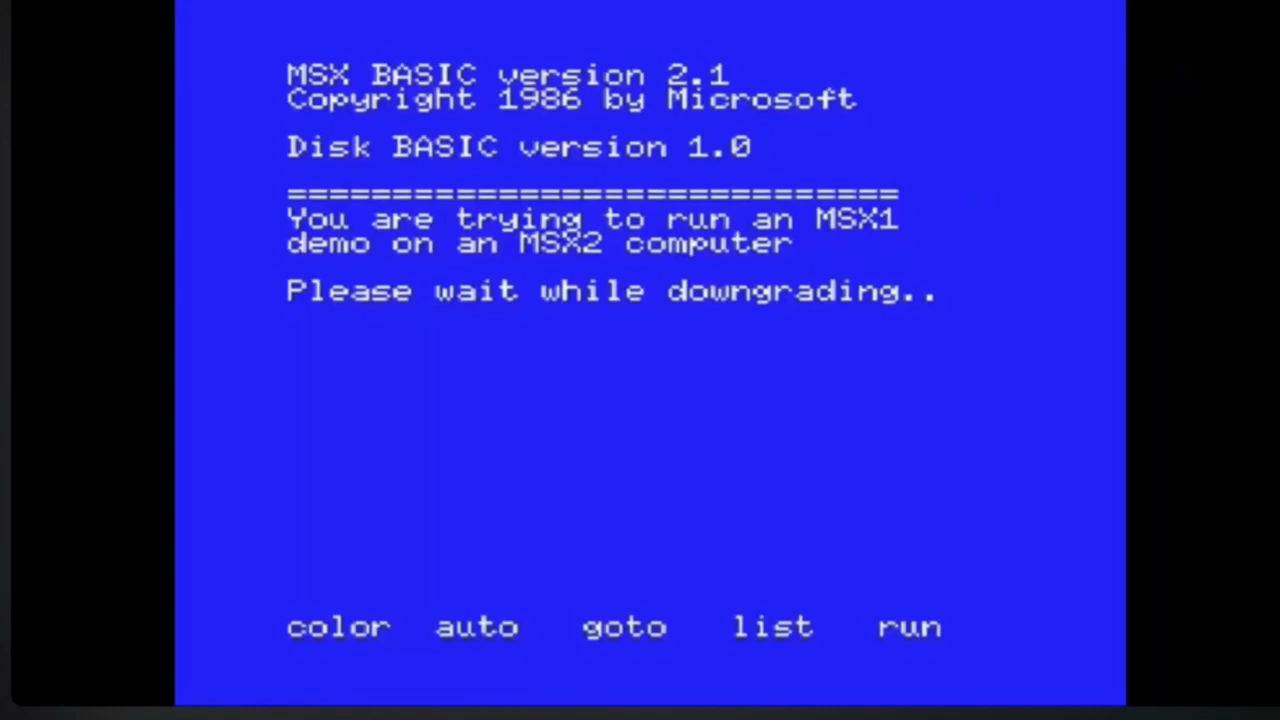 MSX BASIC version 2.1
Copyright 1986 by Microsoft
Disk BASIC version 1.0
=============================
You are trying to run an MSX1
demo on an MSX2 computer
Please wait while downgrading..
color auto goto list run